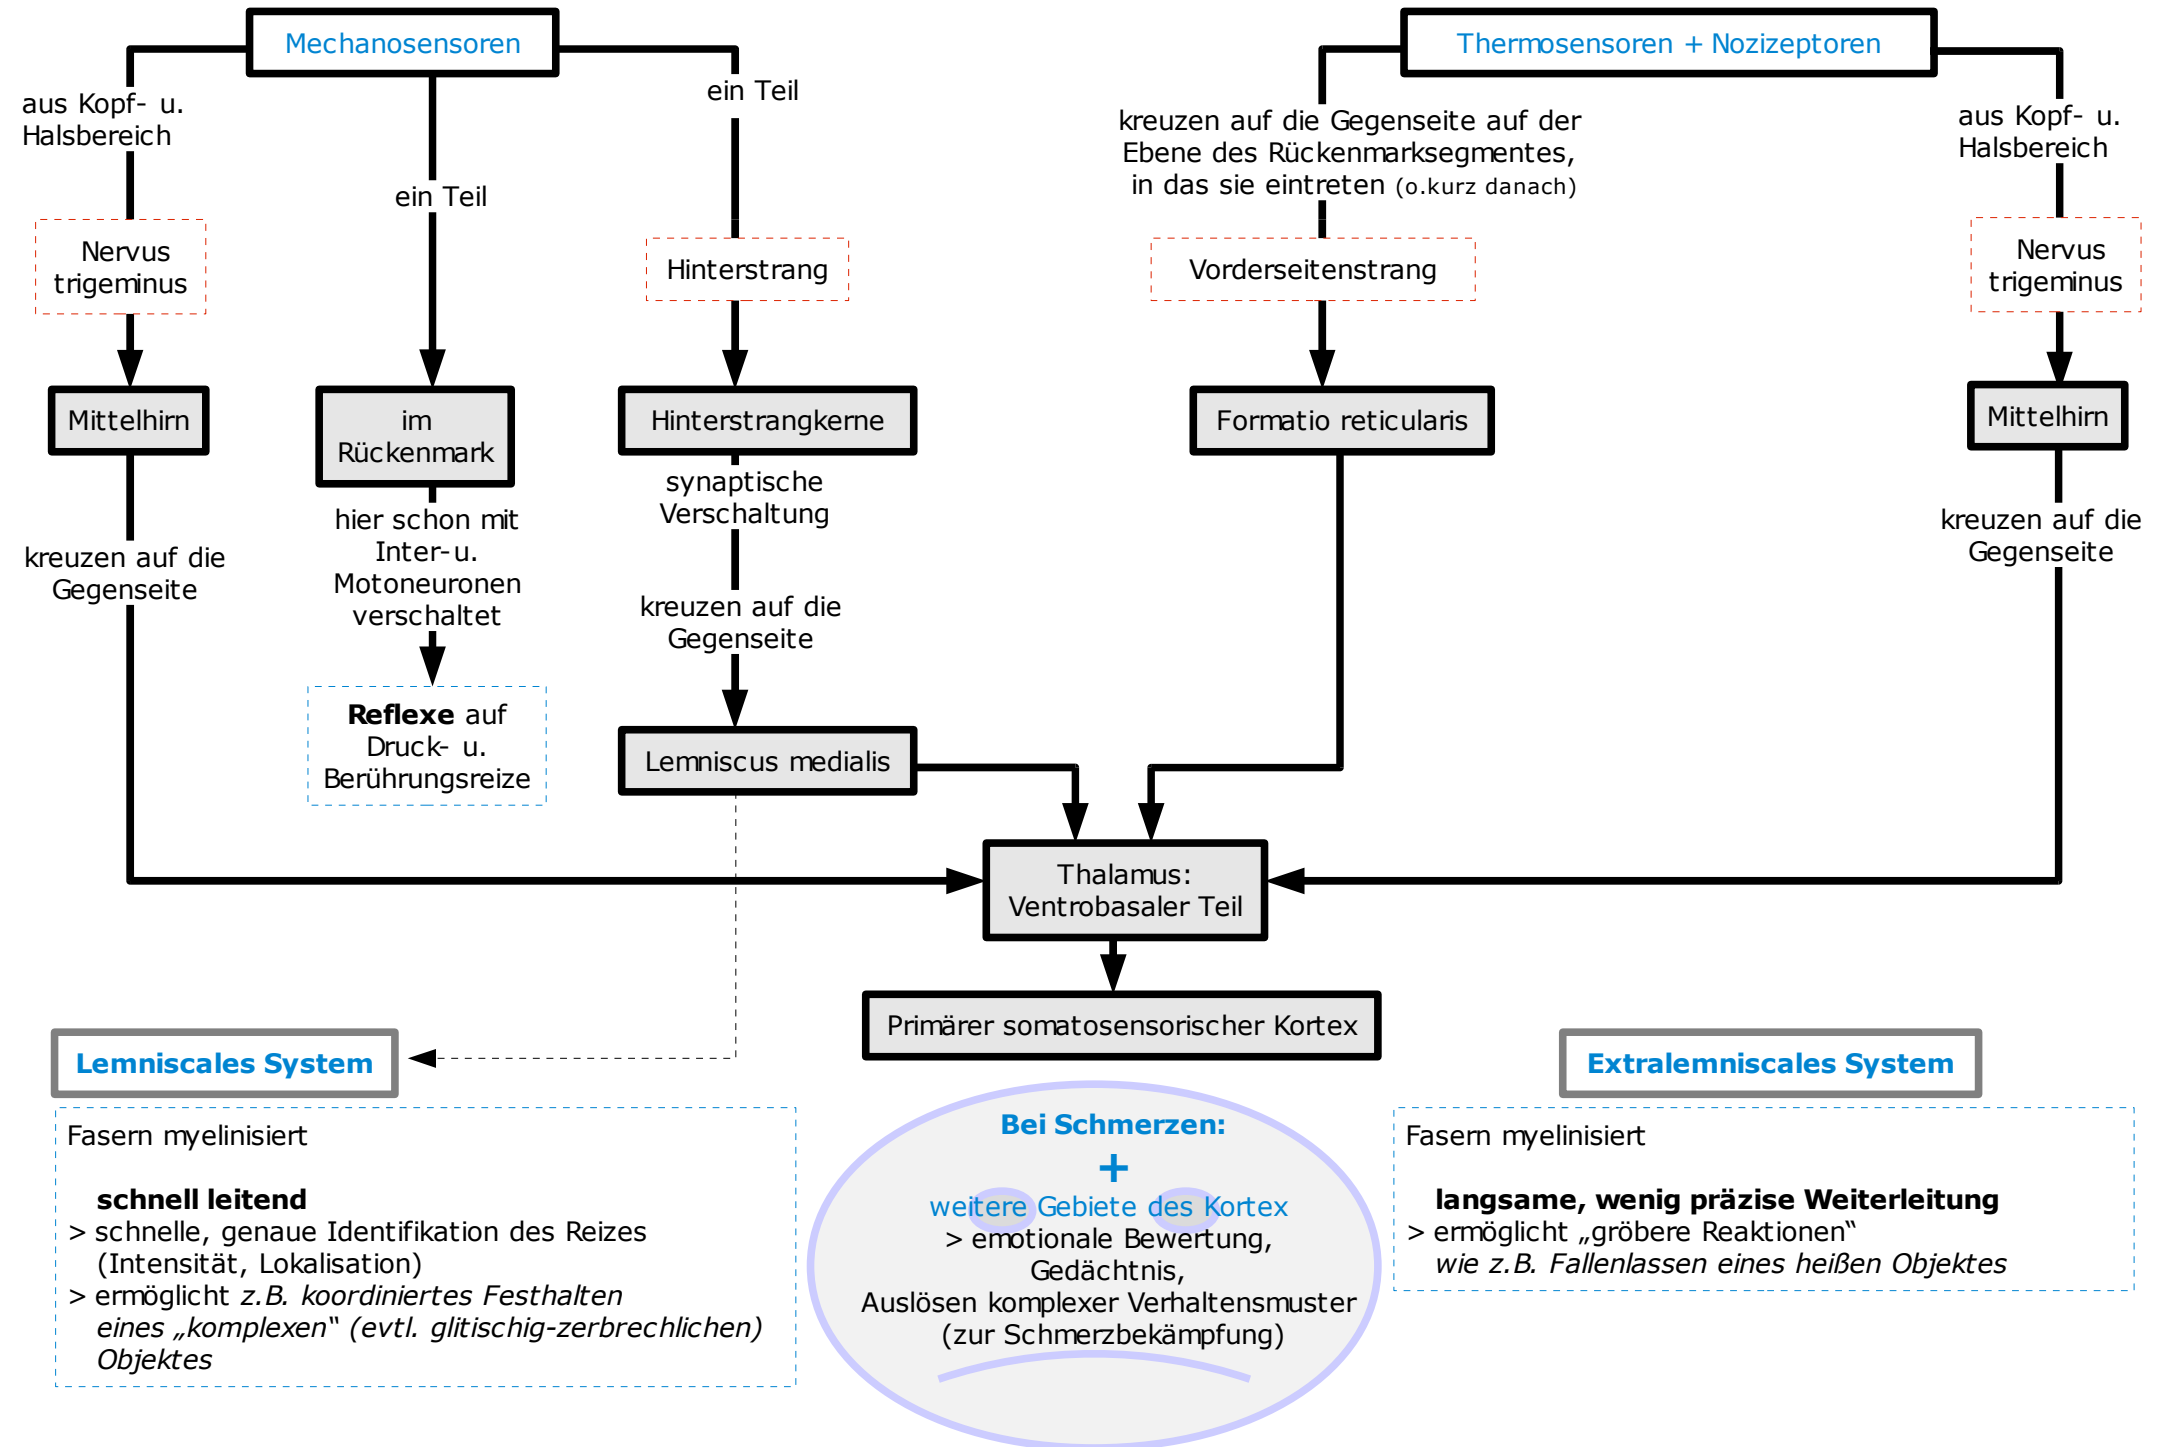 Mechanosensoren
Thermosensoren + Nozizeptoren
aus Kopf- u.
Halsbereich
ein Teil
ein Teil
kreuzen auf die Gegenseite auf der
Ebene des Rückenmarksegmentes,
in das sie eintreten (o.kurz danach)
aus Kopf- u.
Halsbereich
Nervus
trigeminus
Hinterstrang
Vorderseitenstrang
Nervus
trigeminus
Mittelhirn
im
Rückenmark
Hinterstrangkerne
Formatio reticularis
Mittelhirn
kreuzen auf die
Gegenseite
hier schon mit
Inter-u.
Motoneuronen
verschaltet
synaptische
Verschaltung
kreuzen auf die
Gegenseite
kreuzen auf die
Gegenseite
Reflexe auf
Druck- u.
Berührungsreize
Lemniscus medialis
Thalamus:
Ventrobasaler Teil
Primärer somatosensorischer Kortex
Lemniscales System
Fasern myelinisiert
schnell leitend
> schnelle, genaue Identifikation des Reizes
(Intensität, Lokalisation)
> ermöglicht z.B. koordiniertes Festhalten
eines „komplexen“ (evtl. glitischig-zerbrechlichen)
Objektes
Bei Schmerzen:
+
weitere Gebiete des Kortex
> emotionale Bewertung,
Gedächtnis,
Auslösen komplexer Verhaltensmuster
(zur Schmerzbekämpfung)
Extralemniscales System
Fasern myelinisiert
langsame, wenig präzise Weiterleitung
> ermöglicht „gröbere Reaktionen“
wie z.B. Fallenlassen eines heißen Objektes